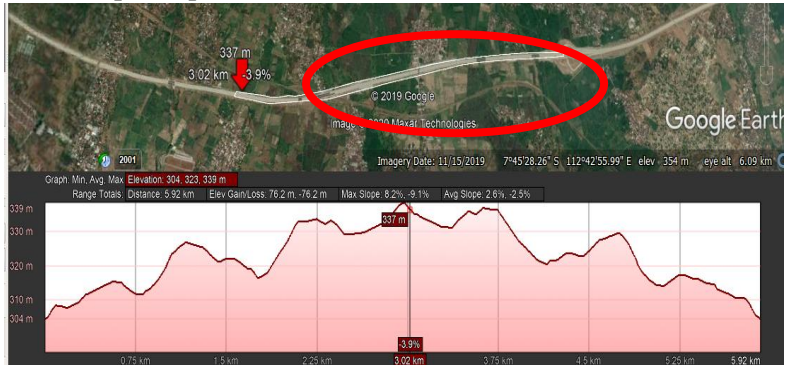 337 m
3.02 km -3.9%
© 2019 Google
Image © 2020 Maxar Technologies
Google Earth
2001
Imagery Date: 11/15/2019 7°45'28.26" S 112°42'55.99" E elev 354 m eye alt 6.09 km
Graph: Min, Avg, Max Elevation: 304, 323, 339 m
Range Totals: Distance: 5.92 km Elev Gain/Loss: 76.2 m, -76.2 m Max Slope: 8.2%, -9.1% Avg Slope: 2.6%, -2.5%
339 m
337 m
330 m
320 m
310 m
304 m
-3.9%
0.75 km 1.5 km 2.25 km 3.02 km 3.75 km 4.5 km 5.25 km 5.92 km